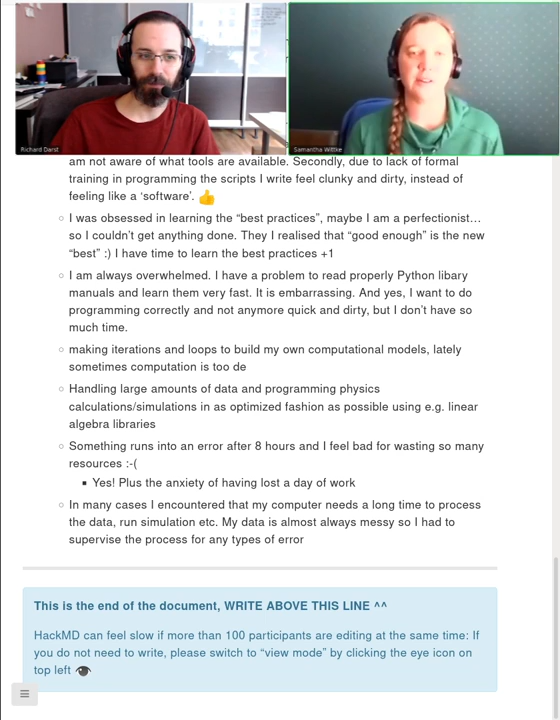 Richard Darst
Samantha Wittke
am not aware of what tools are available. Secondly, due to lack of formal
training in programming the scripts I write feel clunky and dirty, instead of
feeling like a ‘software’. 👍
I was obsessed in learning the “best practices”, maybe I am a perfectionist…
so I couldn’t get anything done. They I realised that “good enough” is the new
“best” :) I have time to learn the best practices +1
I am always overwhelmed. I have a problem to read properly Python libary
manuals and learn them very fast. It is embarrassing. And yes, I want to do
programming correctly and not anymore quick and dirty, but I don’t have so
much time.
making iterations and loops to build my own computational models, lately
sometimes computation is too de
Handling large amounts of data and programming physics
calculations/simulations in as optimized fashion as possible using e.g. linear
algebra libraries
Something runs into an error after 8 hours and I feel bad for wasting so many
resources :-(
Yes! Plus the anxiety of having lost a day of work
In many cases I encountered that my computer needs a long time to process
the data, run simulation etc. My data is almost always messy so I had to
supervise the process for any types of error
This is the end of the document, WRITE ABOVE THIS LINE ^^
HackMD can feel slow if more than 100 participants are editing at the same time: If
you do not need to write, please switch to “view mode” by clicking the eye icon on
top left 👁